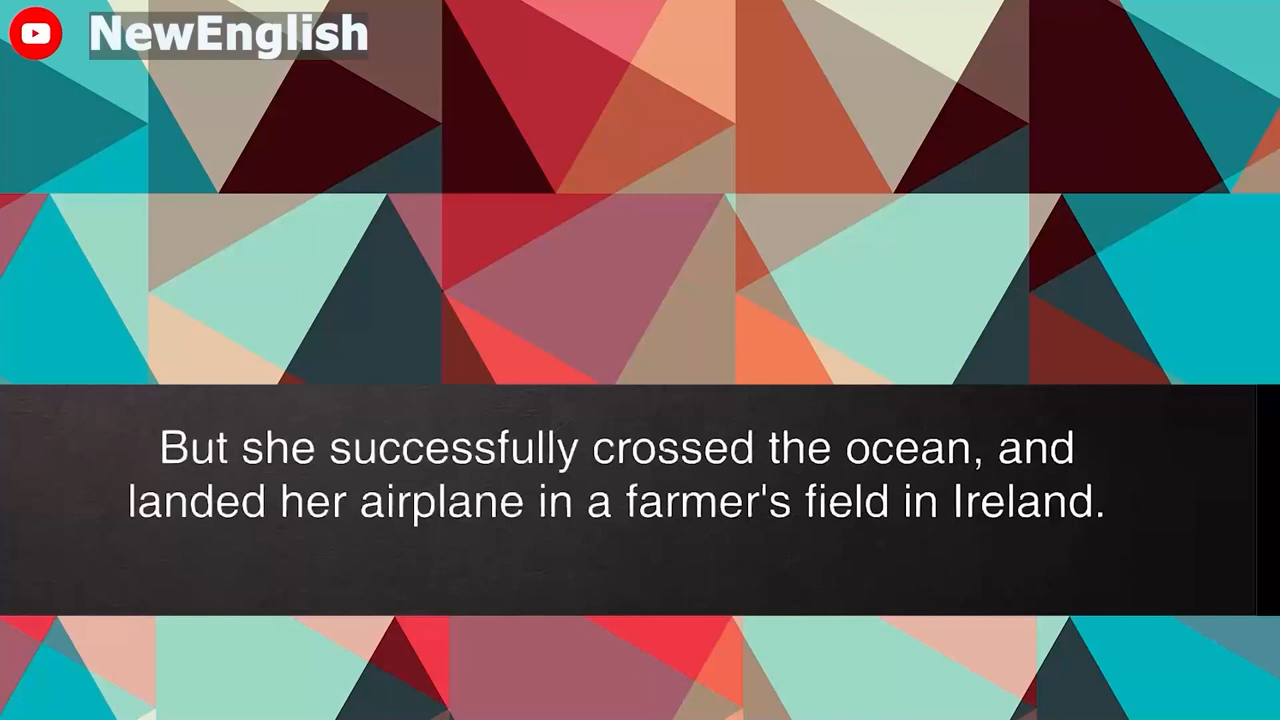 NewEnglish
But she successfully crossed the ocean, and
landed her airplane in a farmer's field in Ireland.